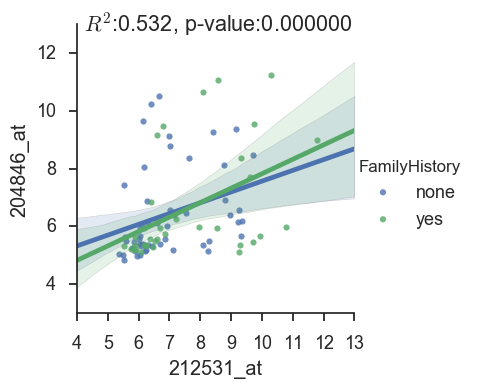 R²:0.532, p-value:0.000000
12
10
8
6
4
204846_at
FamilyHistory
none
yes
4 5 6 7 8 9 10 11 12 13
212531_at